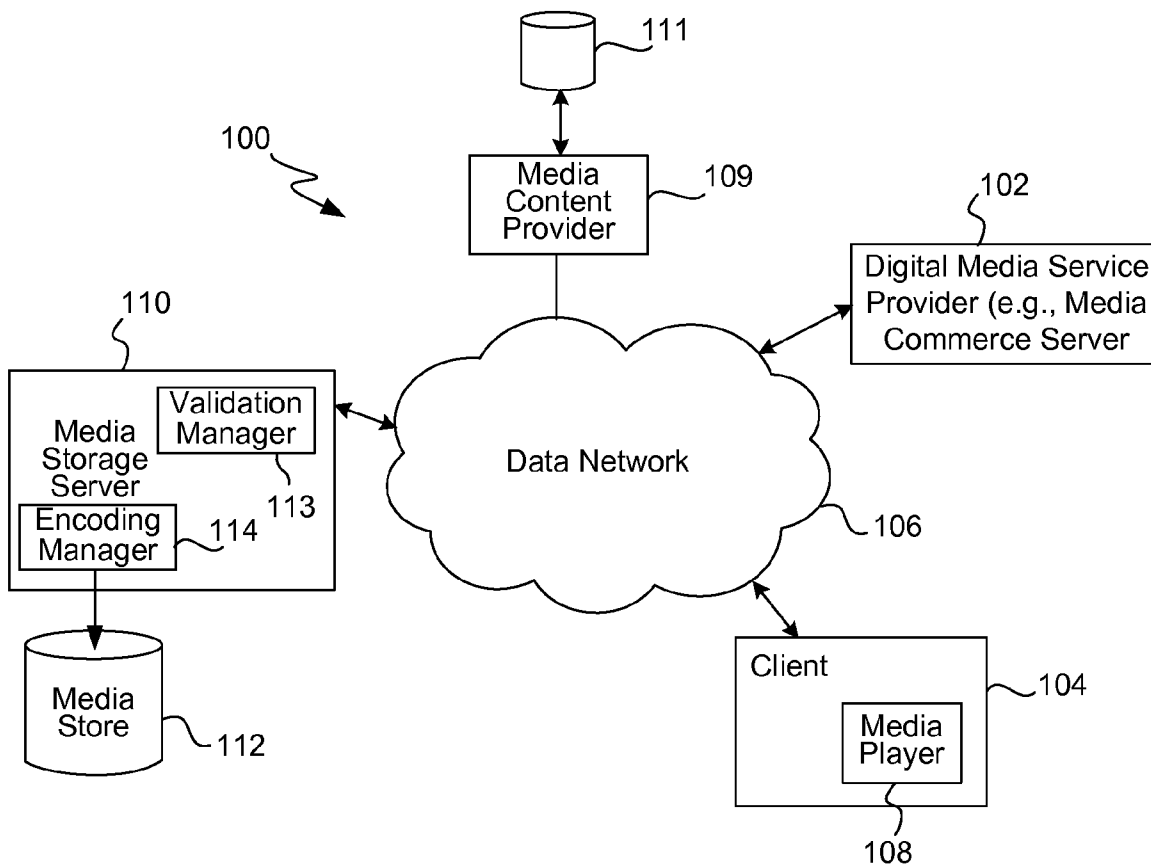 111
100
Media
Content
Provider
109
102
Digital Media Service
Provider (e.g., Media
Commerce Server
110
Validation
Manager
Media
Storage
Server
113
Encoding
Manager
114
Data Network
106
Media
Store
112
Client
104
Media
Player
108